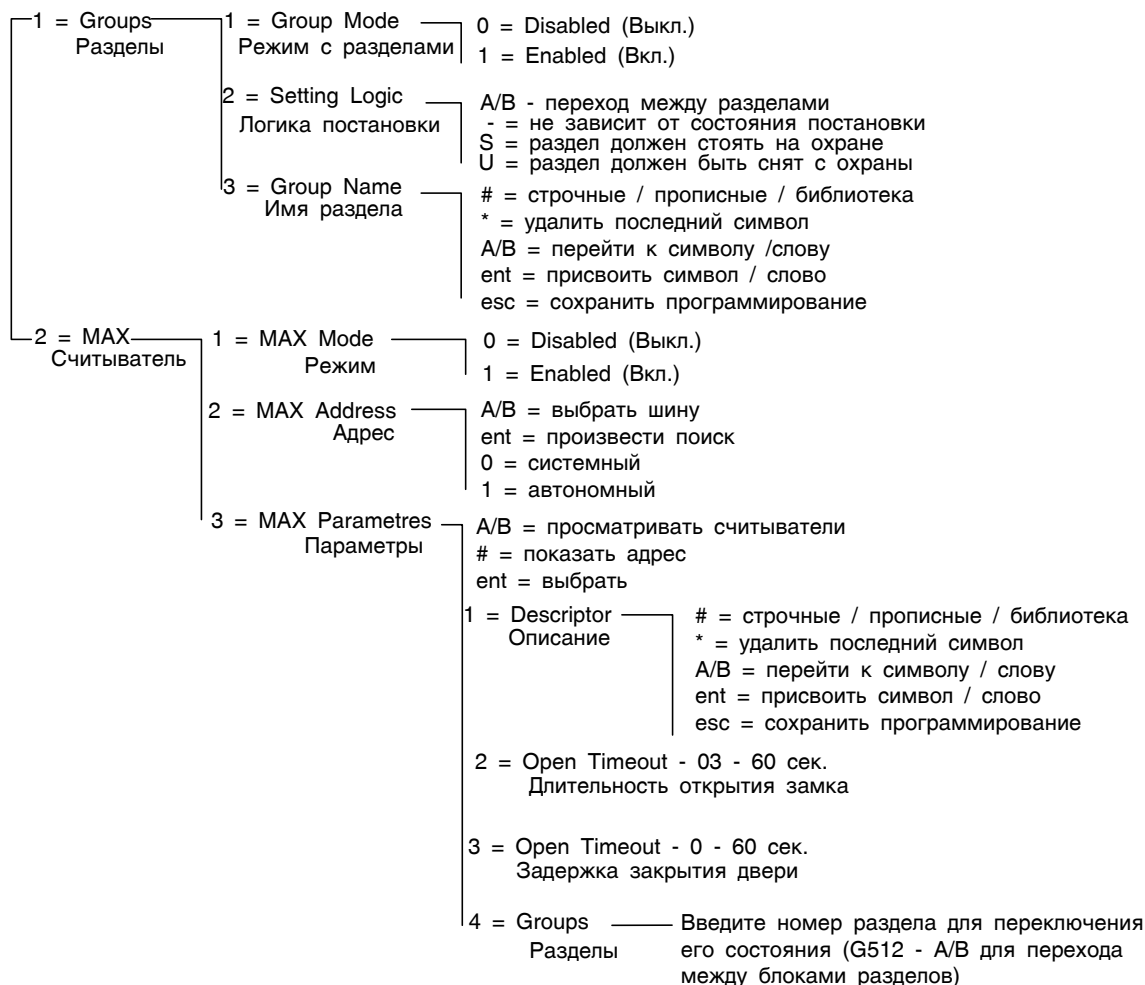 1 = Groups
Разделы
1 = Group Mode
Режим с разделами
0 = Disabled (Выкл.)
1 = Enabled (Вкл.)
2 = Setting Logic
Логика постановки
A/B - переход между разделами
- = не зависит от состояния постановки
S = раздел должен стоять на охране
U = раздел должен быть снят с охраны
3 = Group Name
Имя раздела
# = строчные / прописные / библиотека
* = удалить последний символ
A/B = перейти к символу /слову
ent = присвоить символ / слово
esc = сохранить программирование
2 = MAX
Считыватель
1 = MAX Mode
Режим
0 = Disabled (Выкл.)
1 = Enabled (Вкл.)
2 = MAX Address
Адрес
A/B = выбрать шину
ent = произвести поиск
0 = системный
1 = автономный
3 = MAX Parametres
Параметры
A/B = просматривать считыватели
# = показать адрес
ent = выбрать
1 = Descriptor
Описание
# = строчные / прописные / библиотека
* = удалить последний символ
A/B = перейти к символу / слову
ent = присвоить символ / слово
esc = сохранить программирование
2 = Open Timeout - 03 - 60 сек.
Длительность открытия замка
3 = Open Timeout - 0 - 60 сек.
Задержка закрытия двери
4 = Groups
Разделы
Введите номер раздела для переключения
его состояния (G512 - A/B для перехода
между блоками разделов)